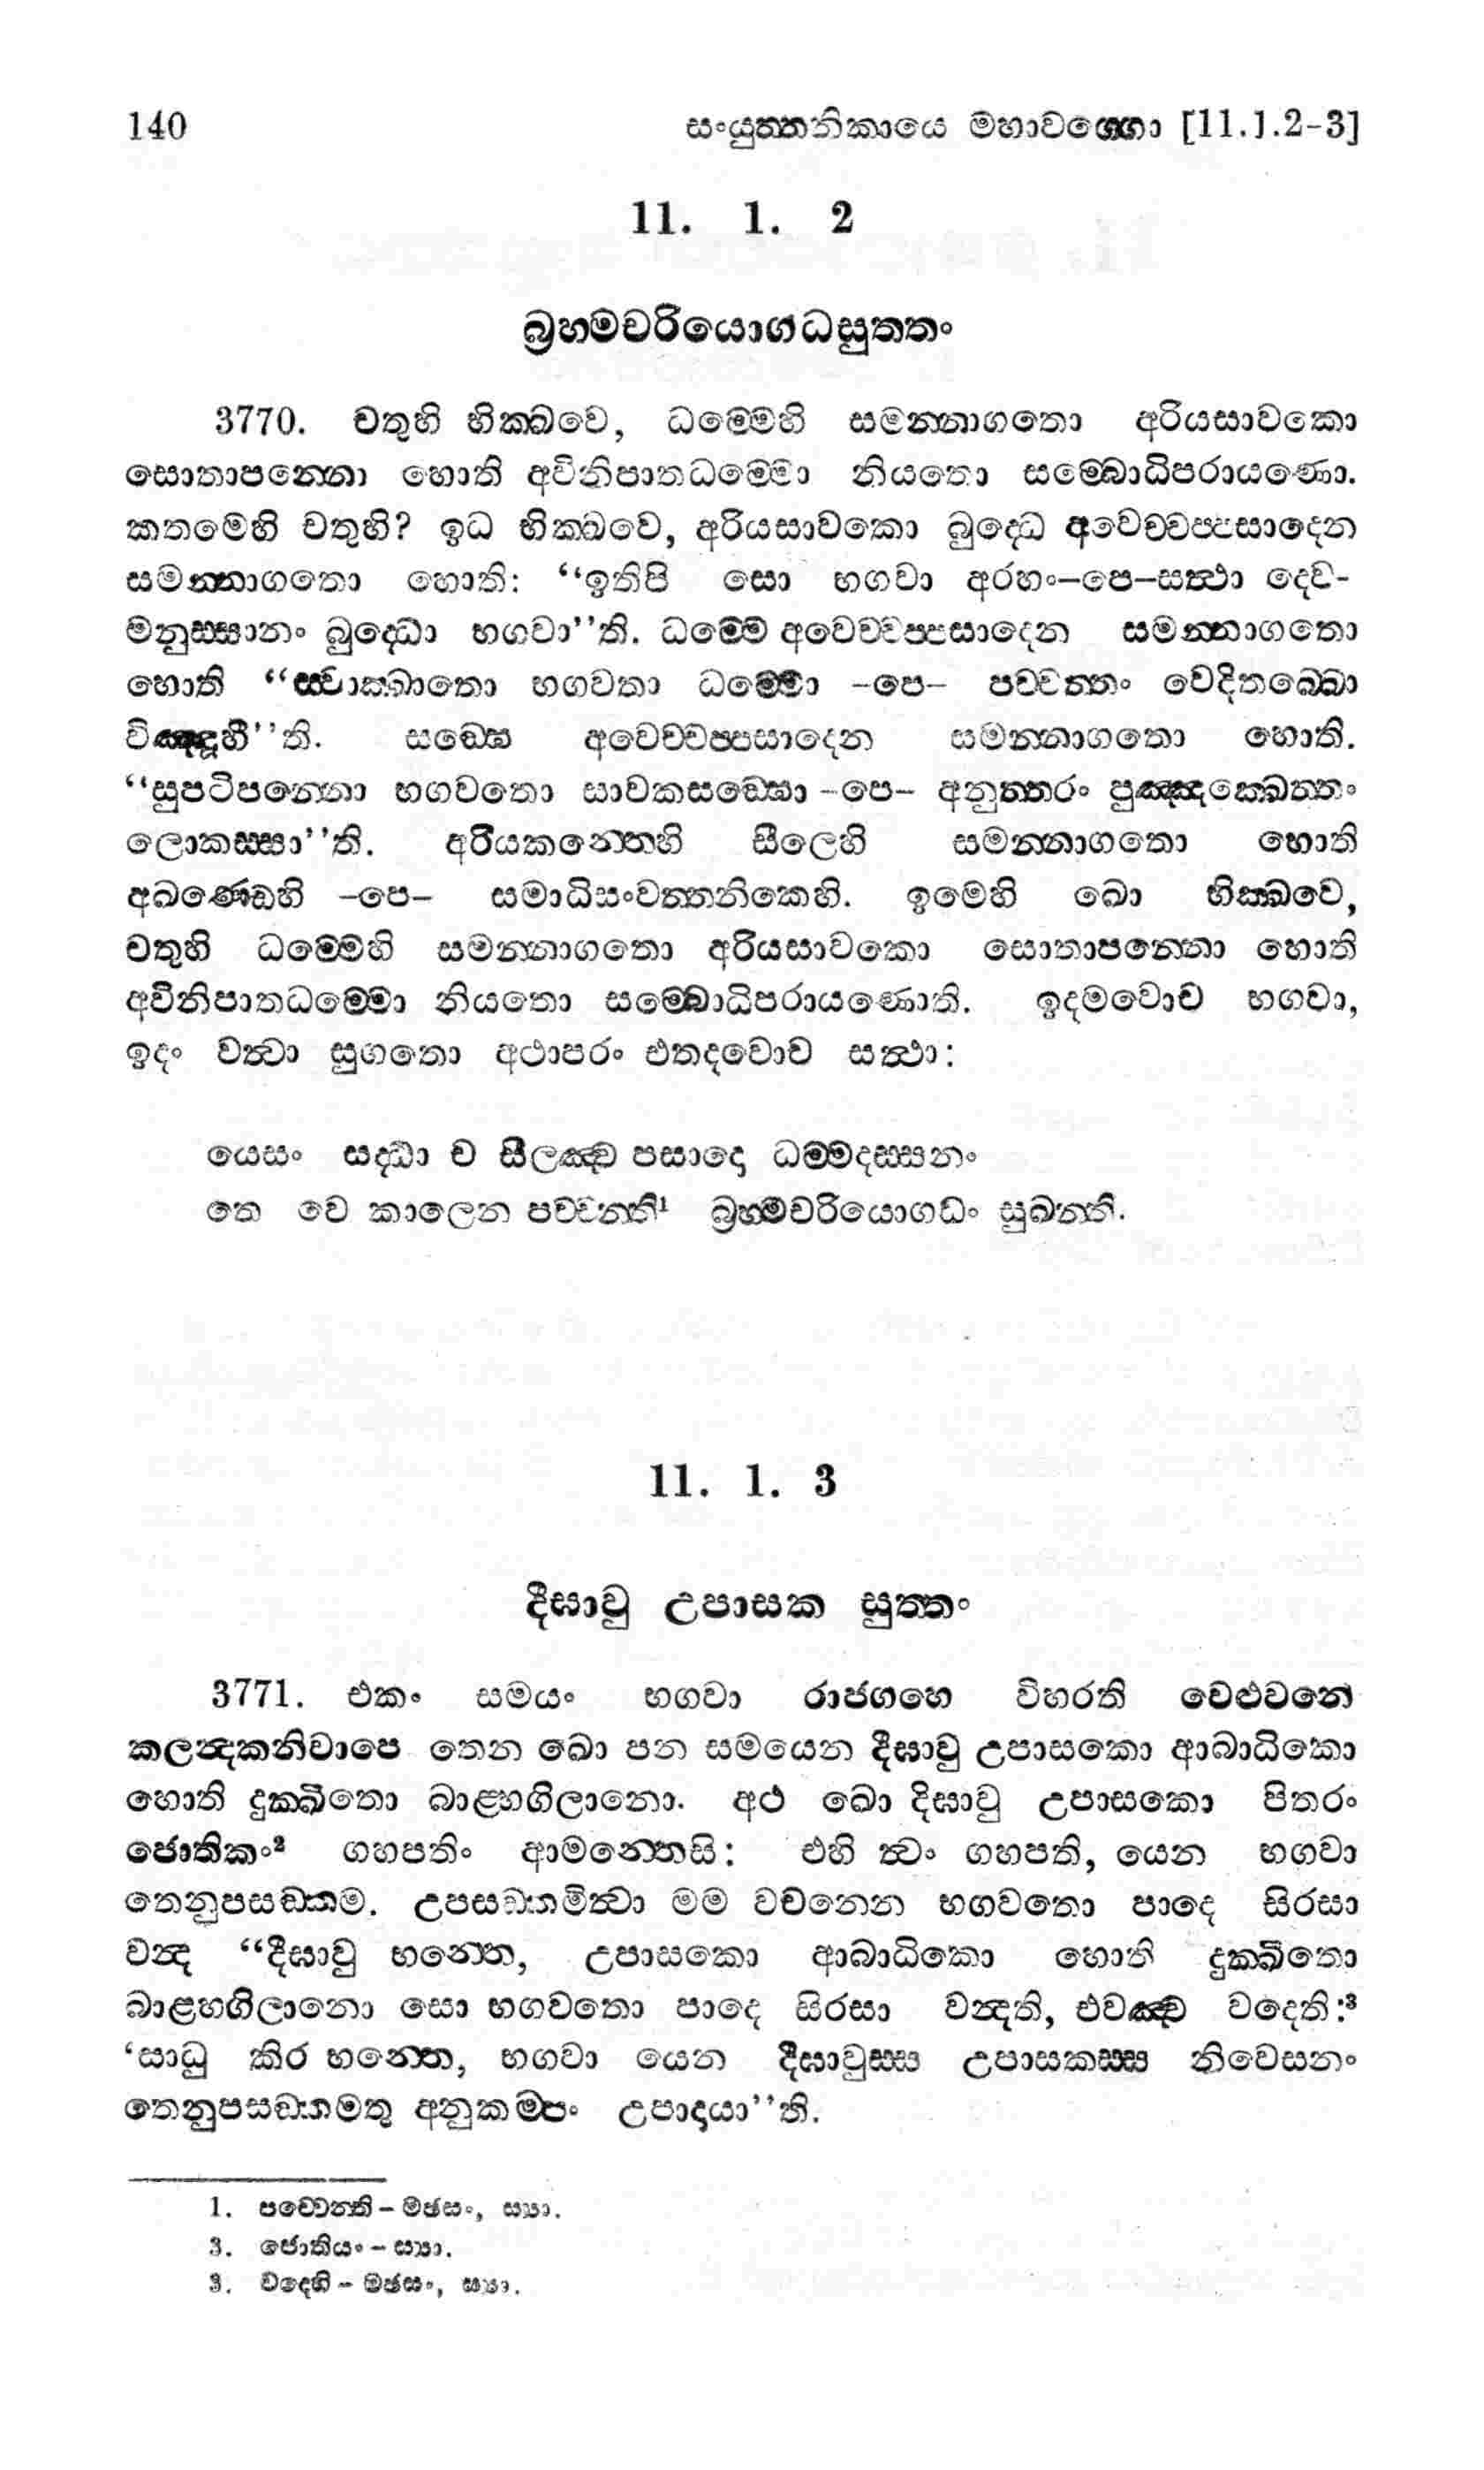 140 සංයුත්තනිකායෙ මහාවග්ගො [11.1.2-3]
11. 1. 2
බ්‍රහ්මචරියොගධසුත්තං
3770. චතුහි භික්ඛවෙ, ධම්මෙහි සමන්නාගතො අරියසාවකො
සොතාපන්නො හොති අවිනිපාතධම්මො නියතො සම්බොධිපරායණො.
කතමෙහි චතුහි? ඉධ භික්ඛවෙ, අරියසාවකො බුද්ධෙ අවෙච්චප්පසාදෙන
සමන්නාගතො හොති: “ඉතිපි සො භගවා අරහං–පෙ–සත්‍ථා දෙව-
මනුස්සානං බුද්ධො භගවා”ති. ධම්මෙ අවෙච්චප්පසාදෙන සමන්නාගතො
හොති “ස්වාක්ඛාතො භගවතා ධම්මො –පෙ– පච්චත්තං වෙදිතබ්බො
විඤ්ඤූහී”ති. සඞ්ඝෙ අවෙච්චප්පසාදෙන සමන්නාගතො හොති.
“සුපටිපන්නො භගවතො සාවකසඞ්ඝො –පෙ– අනුත්තරං පුඤ්ඤක්ඛෙත්තං
ලොකස්සා”ති. අරියකන්තෙහි සීලෙහි සමන්නාගතො හොති
අඛණ්ඩෙහි –පෙ– සමාධිසංවත්තනිකෙහි. ඉමෙහි ඛො භික්ඛවෙ,
චතුහි ධම්මෙහි සමන්නාගතො අරියසාවකො සොතාපන්නො හොති
අවිනිපාතධම්මො නියතො සම්බොධිපරායණොති. ඉදමවොච භගවා,
ඉදං වත්‍වා සුගතො අථාපරං එතදවොච සත්‍ථා:
යෙසං සද්ධා ච සීලඤ්ච පසාදො ධම්මදස්සනං
තෙ වෙ කාලෙන පච්චන්ති¹ බ්‍රහ්මචරියොගධං සුඛන්ති.
11. 1. 3
දීඝාවු උපාසක සුත්තං
3771. එකං සමයං භගවා රාජගහෙ විහරති වෙළුවනෙ
කලන්‍දකනිවාපෙ තෙන ඛො පන සමයෙන දීඝාවු උපාසකො ආබාධිකො
හොති දුක්ඛිතො බාළ්හගිලානො. අථ ඛො දිඝාවු උපාසකො පිතරං
ජොතිකං² ගහපතිං ආමන්තෙසි: එහි ත්‍වං ගහපති, යෙන භගවා
තෙනුපසඞ්කම. උපසඞ්කමිත්‍වා මම වචනෙන භගවතො පාදෙ සිරසා
වන්‍ද “දීඝාවු භන්තෙ, උපාසකො ආබාධිකො හොති දුක්ඛිතො
බාළ්හගිලානො සො භගවතො පාදෙ සිරසා වන්‍දති, එවඤ්ච වදෙති:³
‘සාධු කිර භන්තෙ, භගවා යෙන දීඝාවුස්ස උපාසකස්ස නිවෙසනං
තෙනුපසඞ්කමතු අනුකම්පං උපාදායා”ති.
1. පච්චෙන්ති – මඡසං, ස්‍යා.
3. ජොතියං – ස්‍යා.
3. වදෙහි – මඡසං, ස්‍යා.